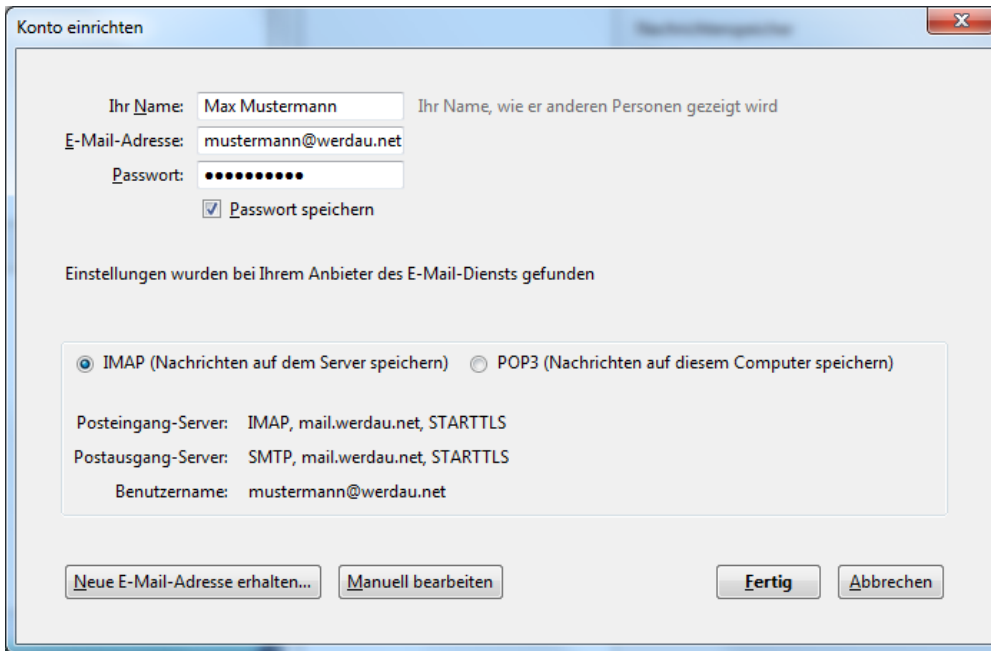 Konto einrichten
Ihr Name: Max Mustermann Ihr Name, wie er anderen Personen gezeigt wird
E-Mail-Adresse: mustermann@werdau.net
Passwort: ●●●●●●●●●●
Passwort speichern
Einstellungen wurden bei Ihrem Anbieter des E-Mail-Diensts gefunden
IMAP (Nachrichten auf dem Server speichern) POP3 (Nachrichten auf diesem Computer speichern)
Posteingang-Server: IMAP, mail.werdau.net, STARTTLS
Postausgang-Server: SMTP, mail.werdau.net, STARTTLS
Benutzername: mustermann@werdau.net
Neue E-Mail-Adresse erhalten... Manuell bearbeiten Fertig Abbrechen